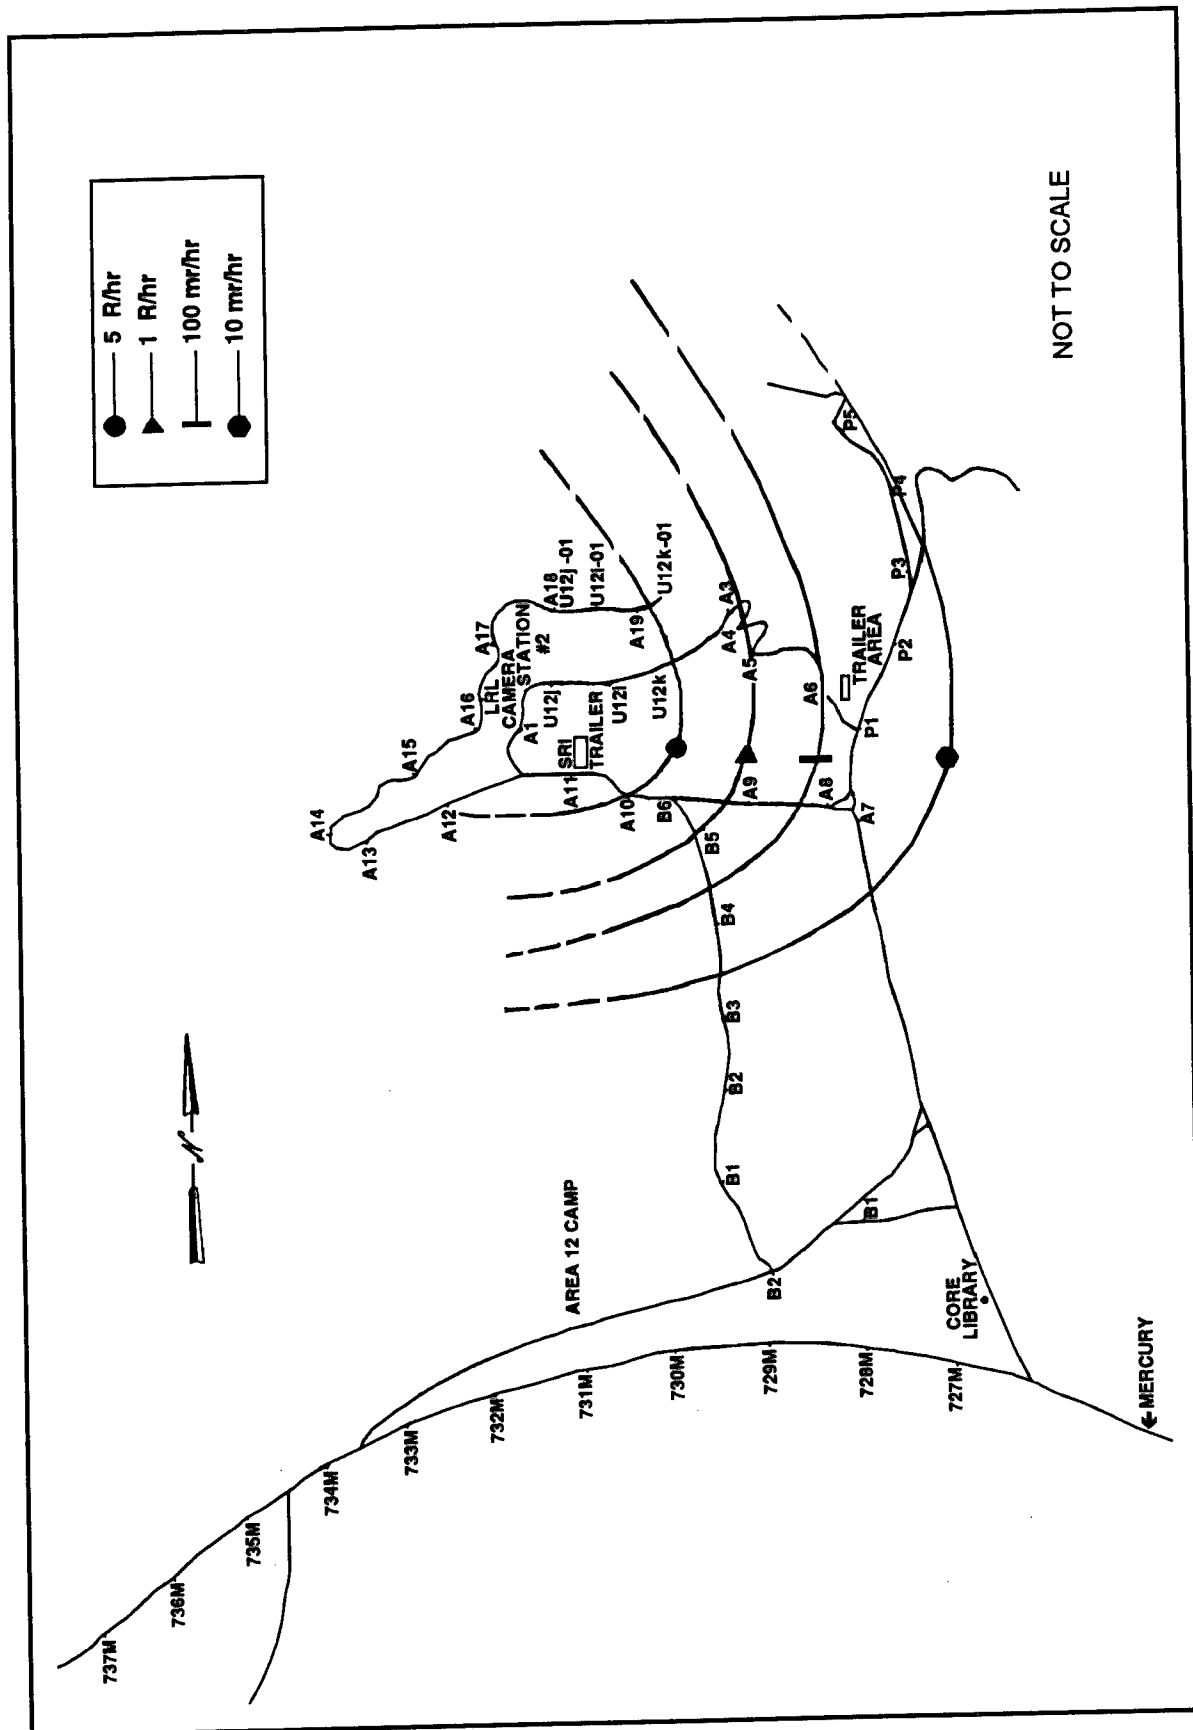 5 R/hr
1 R/hr
100 mr/hr
10 mr/hr
N
NOT TO SCALE
A14
A13
A15
A12
A16
A17
LRL
CAMERA
STATION
#2
A18
U12j-01
U12i-01
U12k-01
A19
A1
U12j
U12i
U12k
SRI
TRAILER
A11
A10
B6
A3
A4
A5
A6
A9
A8
A7
B5
B4
B3
B2
B1
TRAILER
AREA
P1
P2
P3
P4
P5
AREA 12 CAMP
B1
B2
CORE
LIBRARY
737M
736M
735M
734M
733M
732M
731M
730M
729M
728M
727M
←MERCURY